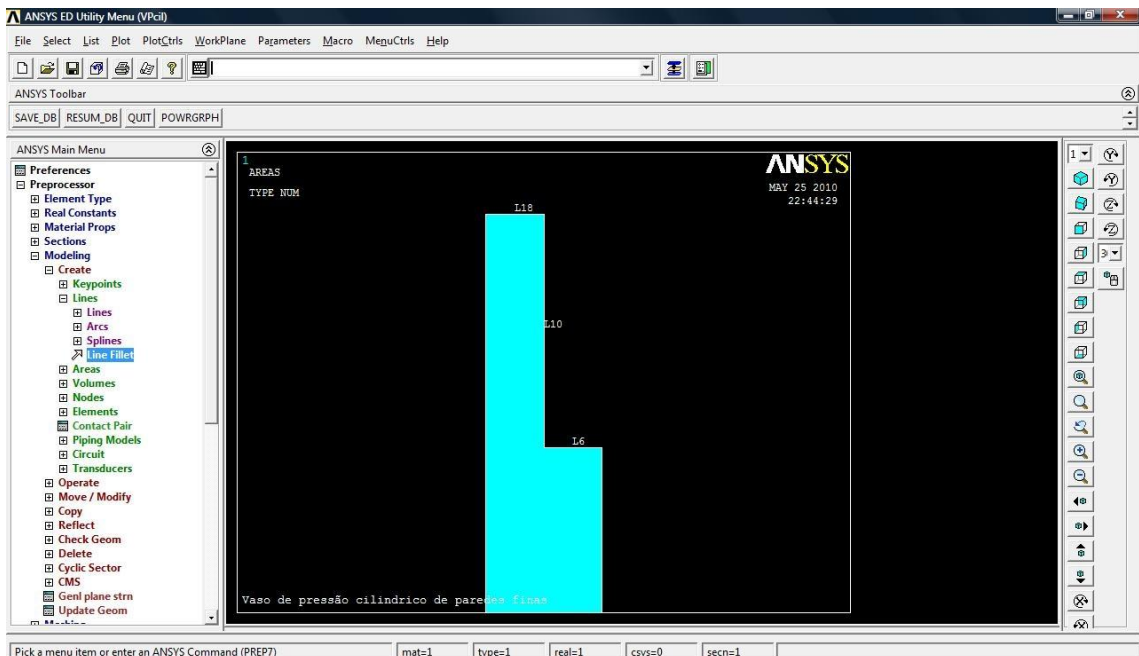 ANSYS ED Utility Menu (VPcil)
File Select List Plot PlotCtrls WorkPlane Parameters Macro MenuCtrls Help
ANSYS Toolbar
SAVE_DB RESUM_DB QUIT POWRGRPH
ANSYS Main Menu
Preferences
Preprocessor
Element Type
Real Constants
Material Props
Sections
Modeling
Create
Keypoints
Lines
Lines
Arcs
Splines
Line Fillet
Areas
Volumes
Nodes
Elements
Contact Pair
Piping Models
Circuit
Transducers
Operate
Move / Modify
Copy
Reflect
Check Geom
Delete
Cyclic Sector
CMS
Genl plane strn
Update Geom
1
AREAS
TYPE NUM
ANSYS
MAY 25 2010
22:44:29
L18
L10
L6
Vaso de pressão cilindrico de paredes finas
1
3
Pick a menu item or enter an ANSYS Command (PREP7)
mat=1
type=1
real=1
csys=0
secn=1